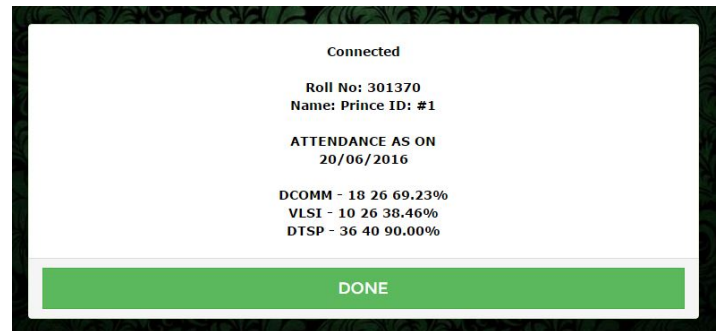 Connected
Roll No: 301370
Name: Prince ID: #1
ATTENDANCE AS ON
20/06/2016
DCOMM - 18 26 69.23%
VLSI - 10 26 38.46%
DTSP - 36 40 90.00%
DONE